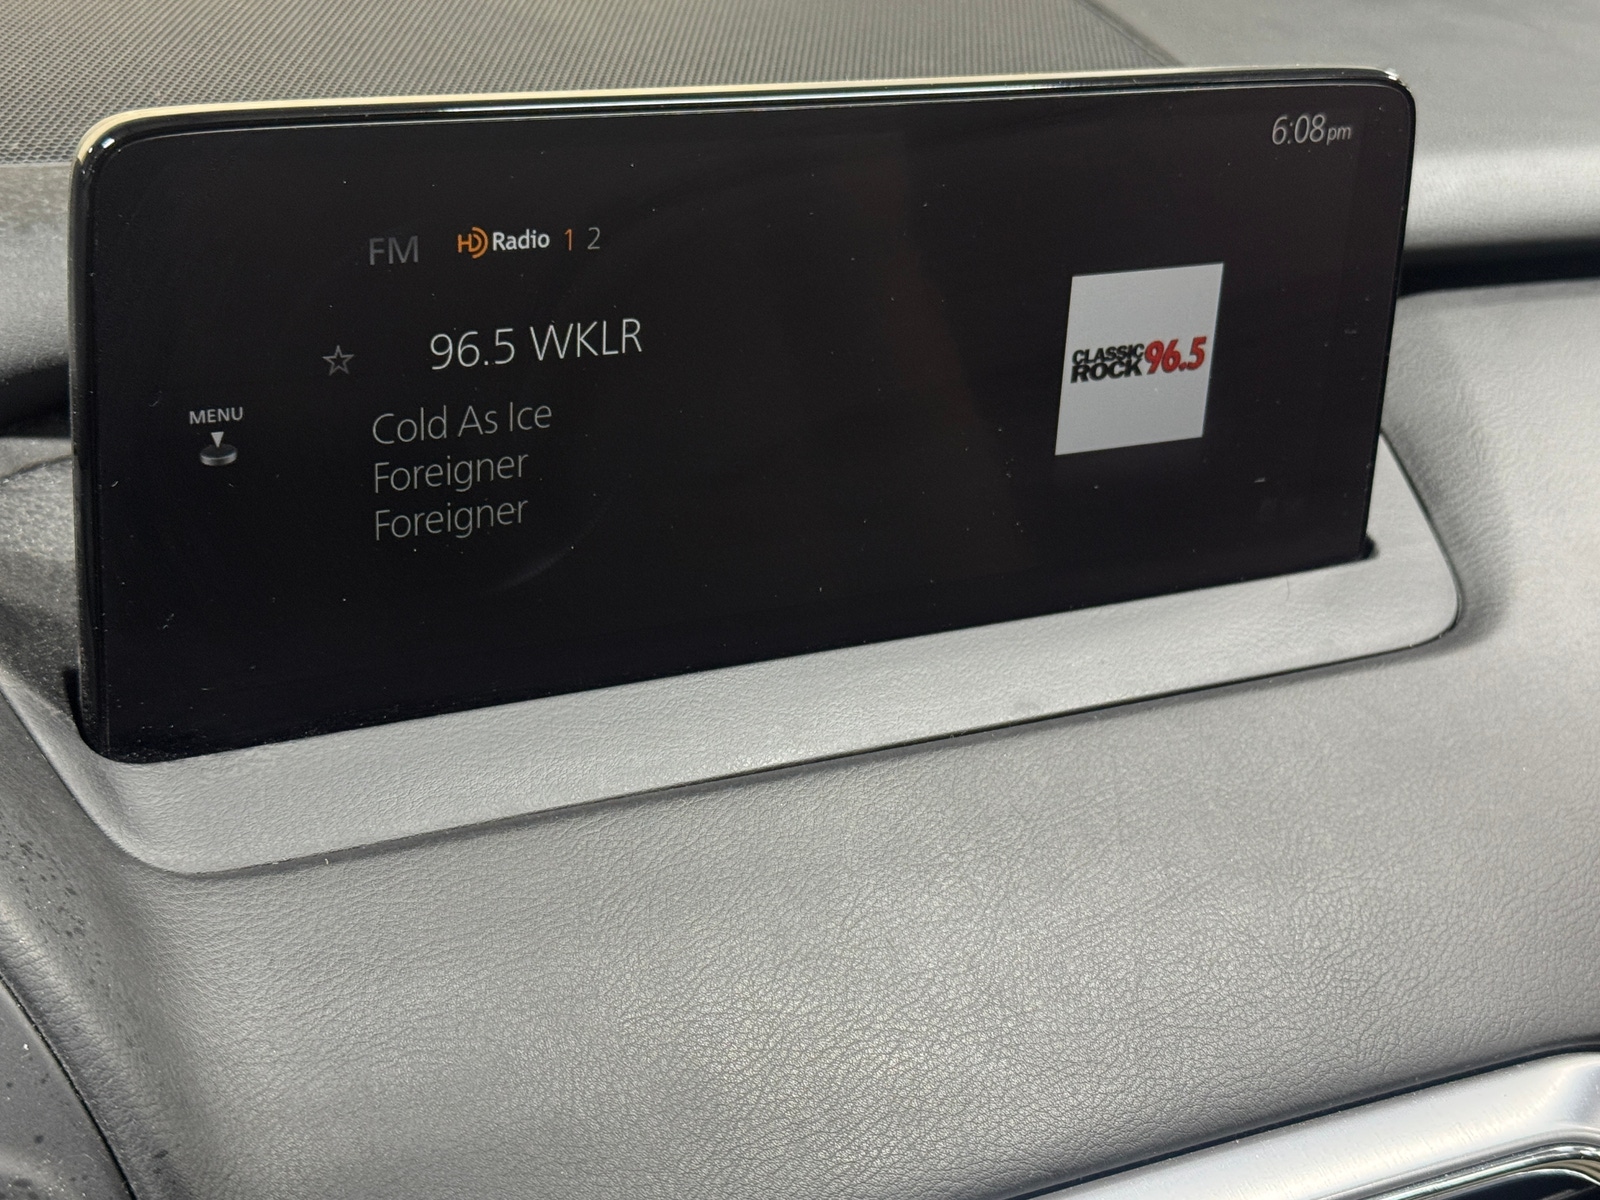 6:08pm
FM HD Radio 1 2
96.5 WKLR
MENU
Cold As Ice
Foreigner
Foreigner
CLASSIC
ROCK 96.5